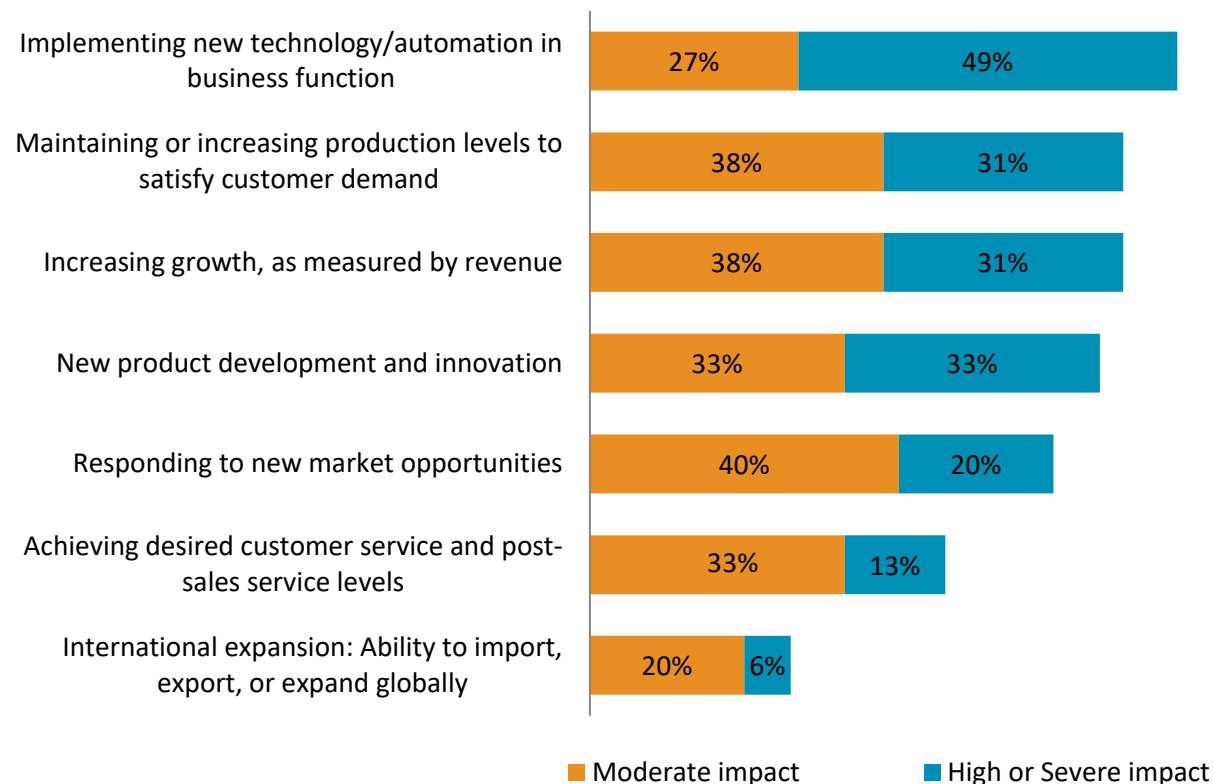 Implementing new technology/automation in
business function
27%
49%
Maintaining or increasing production levels to
satisfy customer demand
38%
31%
Increasing growth, as measured by revenue
38%
31%
New product development and innovation
33%
33%
Responding to new market opportunities
40%
20%
Achieving desired customer service and post-
sales service levels
33%
13%
International expansion: Ability to import,
export, or expand globally
20%
6%
Moderate impact
High or Severe impact